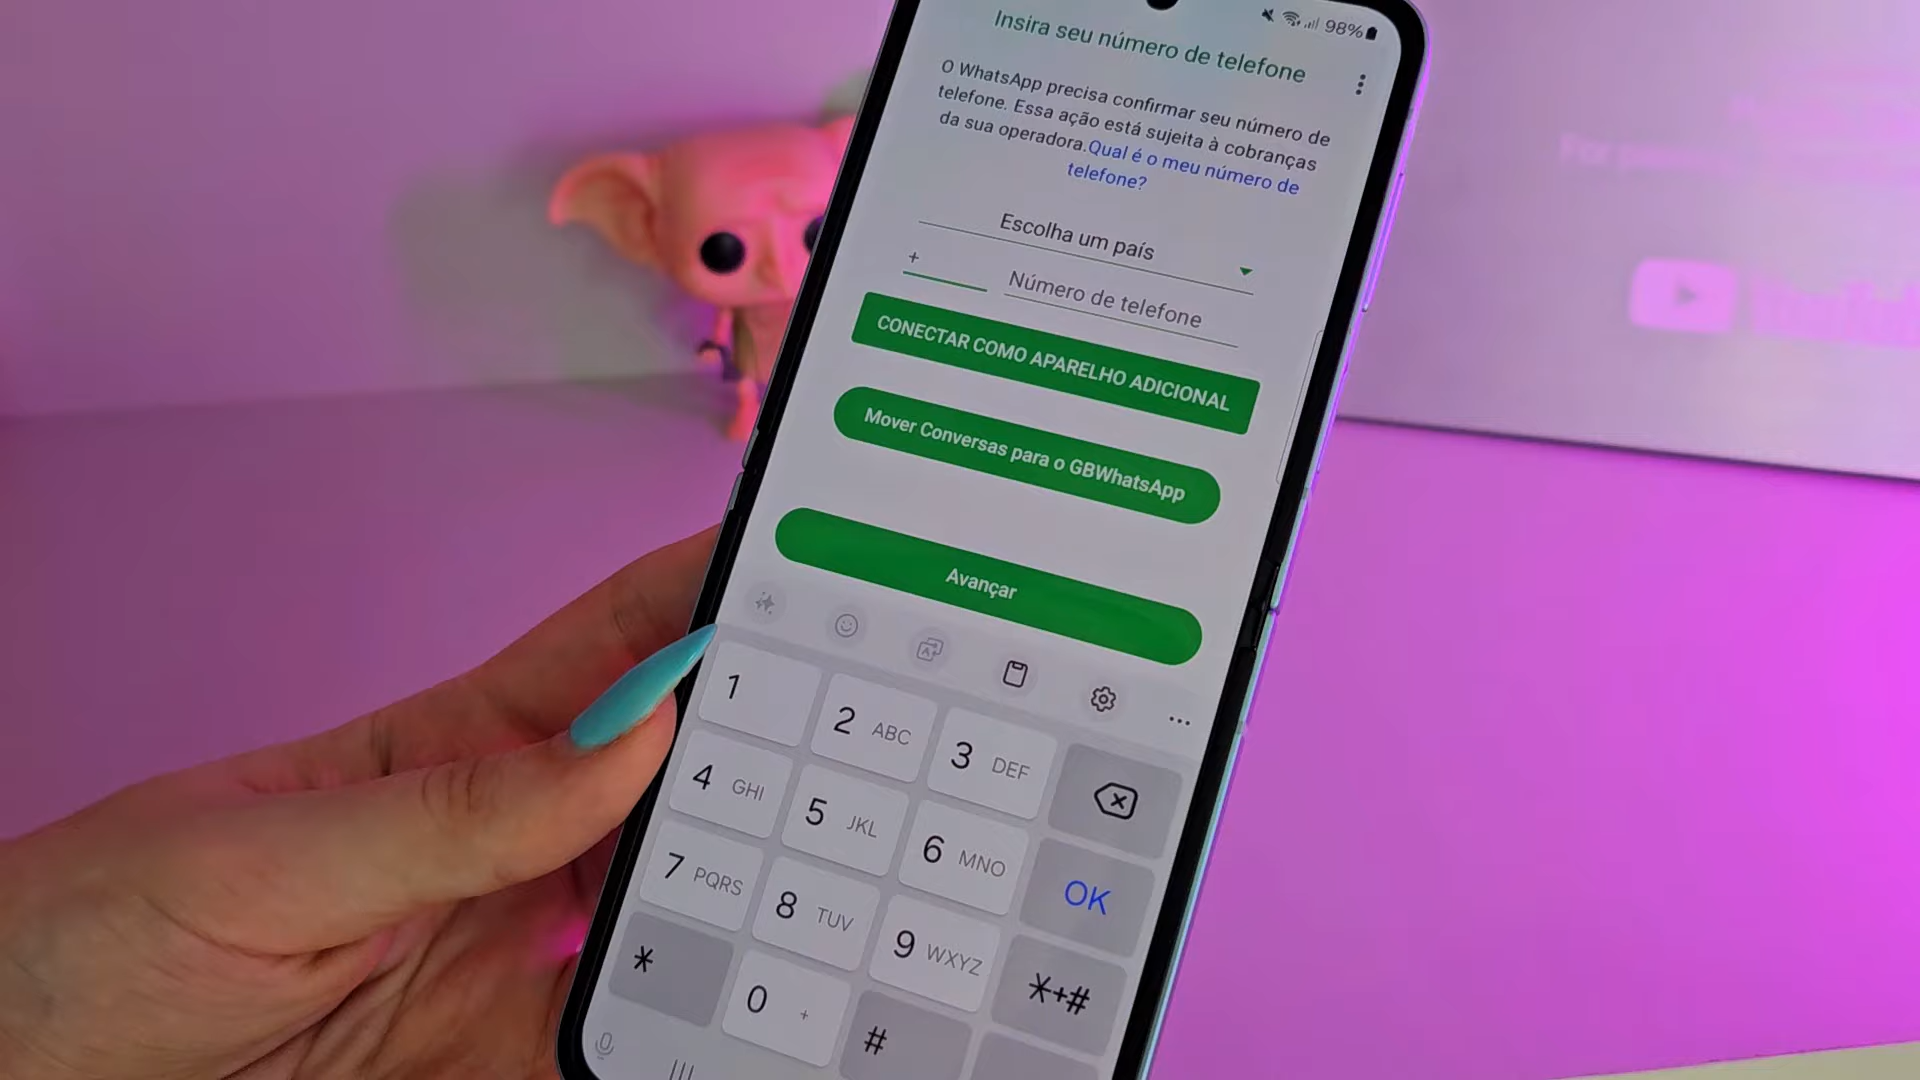 98%
Insira seu número de telefone
O WhatsApp precisa confirmar seu número de
telefone. Essa ação está sujeita à cobranças
da sua operadora.Qual é o meu número de
telefone?
Escolha um país
+
Número de telefone
CONECTAR COMO APARELHO ADICIONAL
Mover Conversas para o GBWhatsApp
Avançar
1
2 ABC
3 DEF
4 GHI
5 JKL
6 MNO
OK
7 PQRS
8 TUV
9 WXYZ
*+#
*
0 +
#